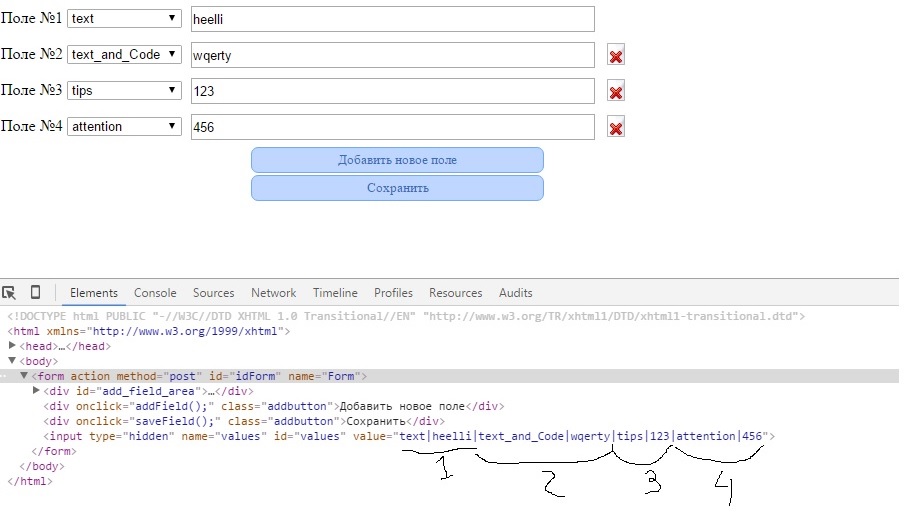 Поле №1 text heelli
Поле №2 text_and_Code wqerty
Поле №3 tips 123
Поле №4 attention 456
Добавить новое поле
Сохранить
Elements Console Sources Network Timeline Profiles Resources Audits
<!DOCTYPE html PUBLIC "-//W3C//DTD XHTML 1.0 Transitional//EN" "http://www.w3.org/TR/xhtml1/DTD/xhtml1-transitional.dtd">
<html xmlns="http://www.w3.org/1999/xhtml">
<head>…</head>
<body>
<form action method="post" id="idForm" name="Form">
<div id="add_field_area">…</div>
<div onclick="addField();" class="addbutton">Добавить новое поле</div>
<div onclick="saveField();" class="addbutton">Сохранить</div>
<input type="hidden" name="values" id="values" value="text|heelli|text_and_Code|wqerty|tips|123|attention|456">
</form>
</body>
</html>
1 2 3 4